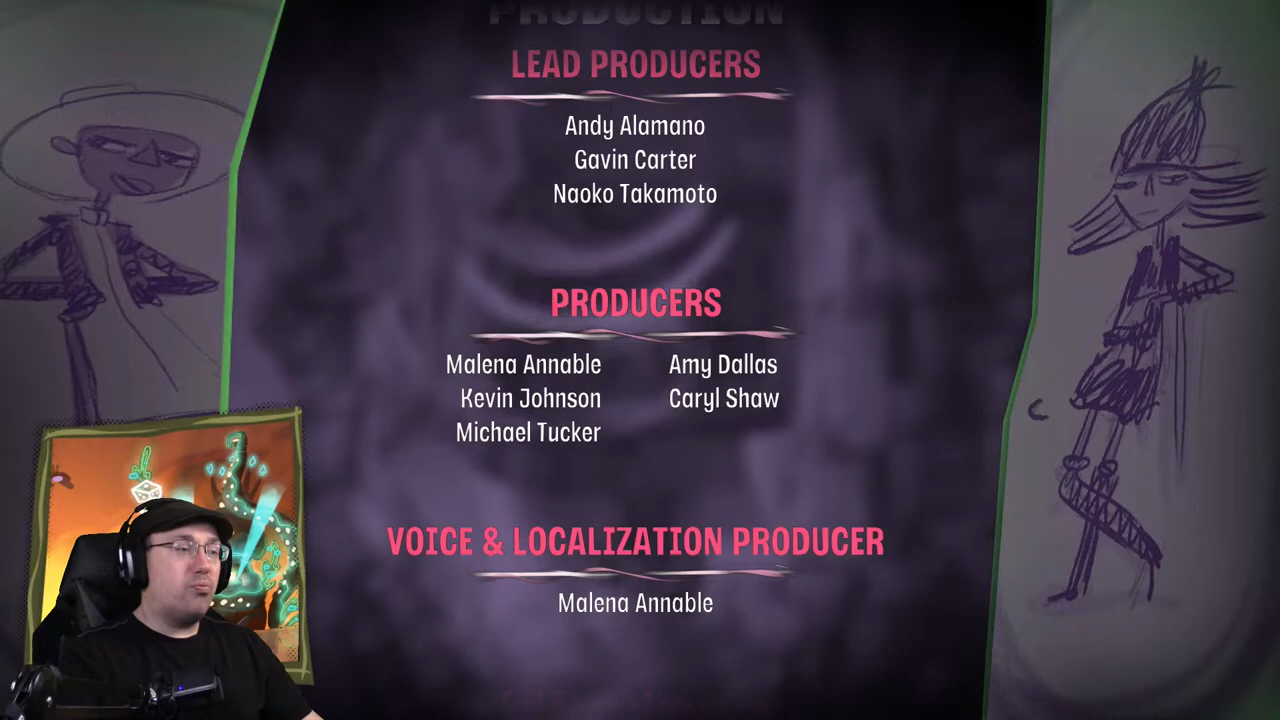 PRODUCTION
LEAD PRODUCERS
Andy Alamano
Gavin Carter
Naoko Takamoto
PRODUCERS
Malena Annable Amy Dallas
Kevin Johnson Caryl Shaw
Michael Tucker
VOICE & LOCALIZATION PRODUCER
Malena Annable